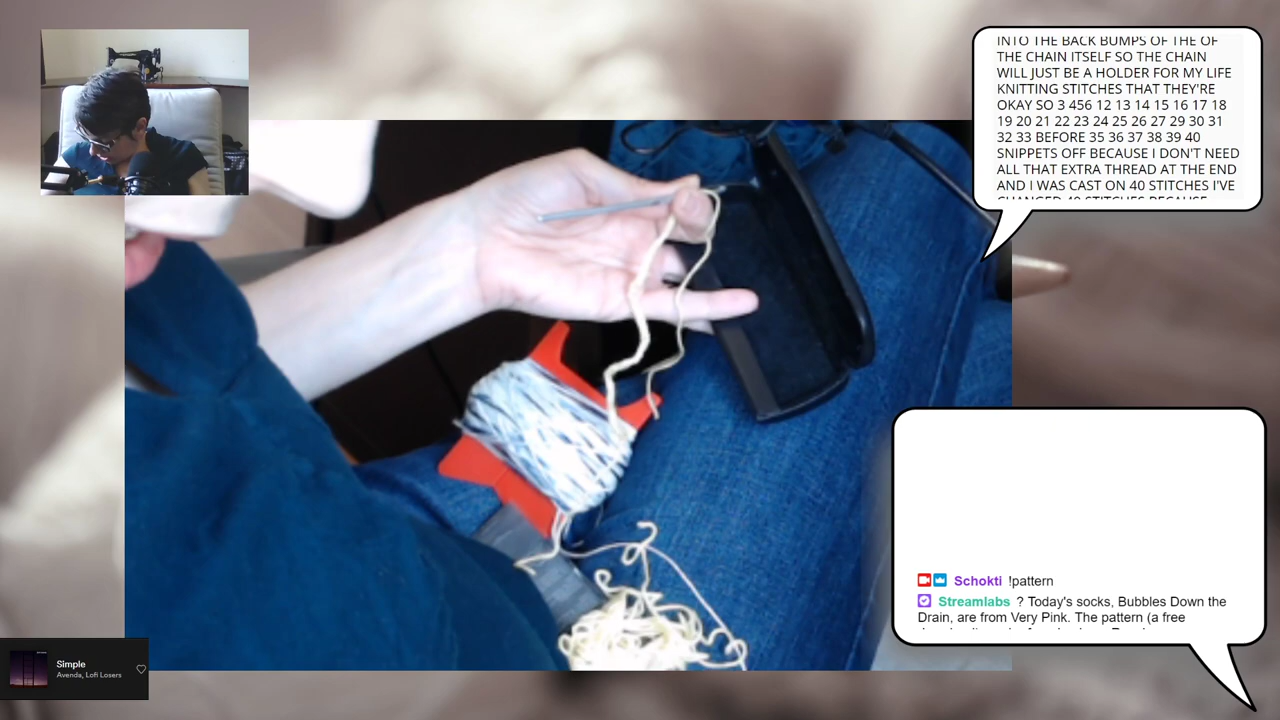 INTO THE BACK BUMPS OF THE OF
THE CHAIN ITSELF SO THE CHAIN
WILL JUST BE A HOLDER FOR MY LIFE
KNITTING STITCHES THAT THEY'RE
OKAY SO 3 456 12 13 14 15 16 17 18
19 20 21 22 23 24 25 26 27 29 30 31
32 33 BEFORE 35 36 37 38 39 40
SNIPPETS OFF BECAUSE I DON'T NEED
ALL THAT EXTRA THREAD AT THE END
AND I WAS CAST ON 40 STITCHES I'VE
CHANGED 40 STITCHES BECAUSE
Schokti !pattern
Streamlabs ? Today's socks, Bubbles Down the
Drain, are from Very Pink. The pattern (a free
Simple
Avenda, Lofi Losers